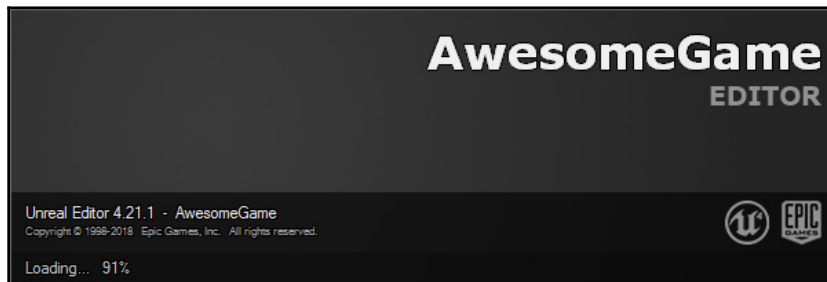 AwesomeGame
EDITOR
Unreal Editor 4.21.1 - AwesomeGame
Copyright © 1998-2018 Epic Games, Inc. All rights reserved.
EPIC
GAMES
Loading... 91%